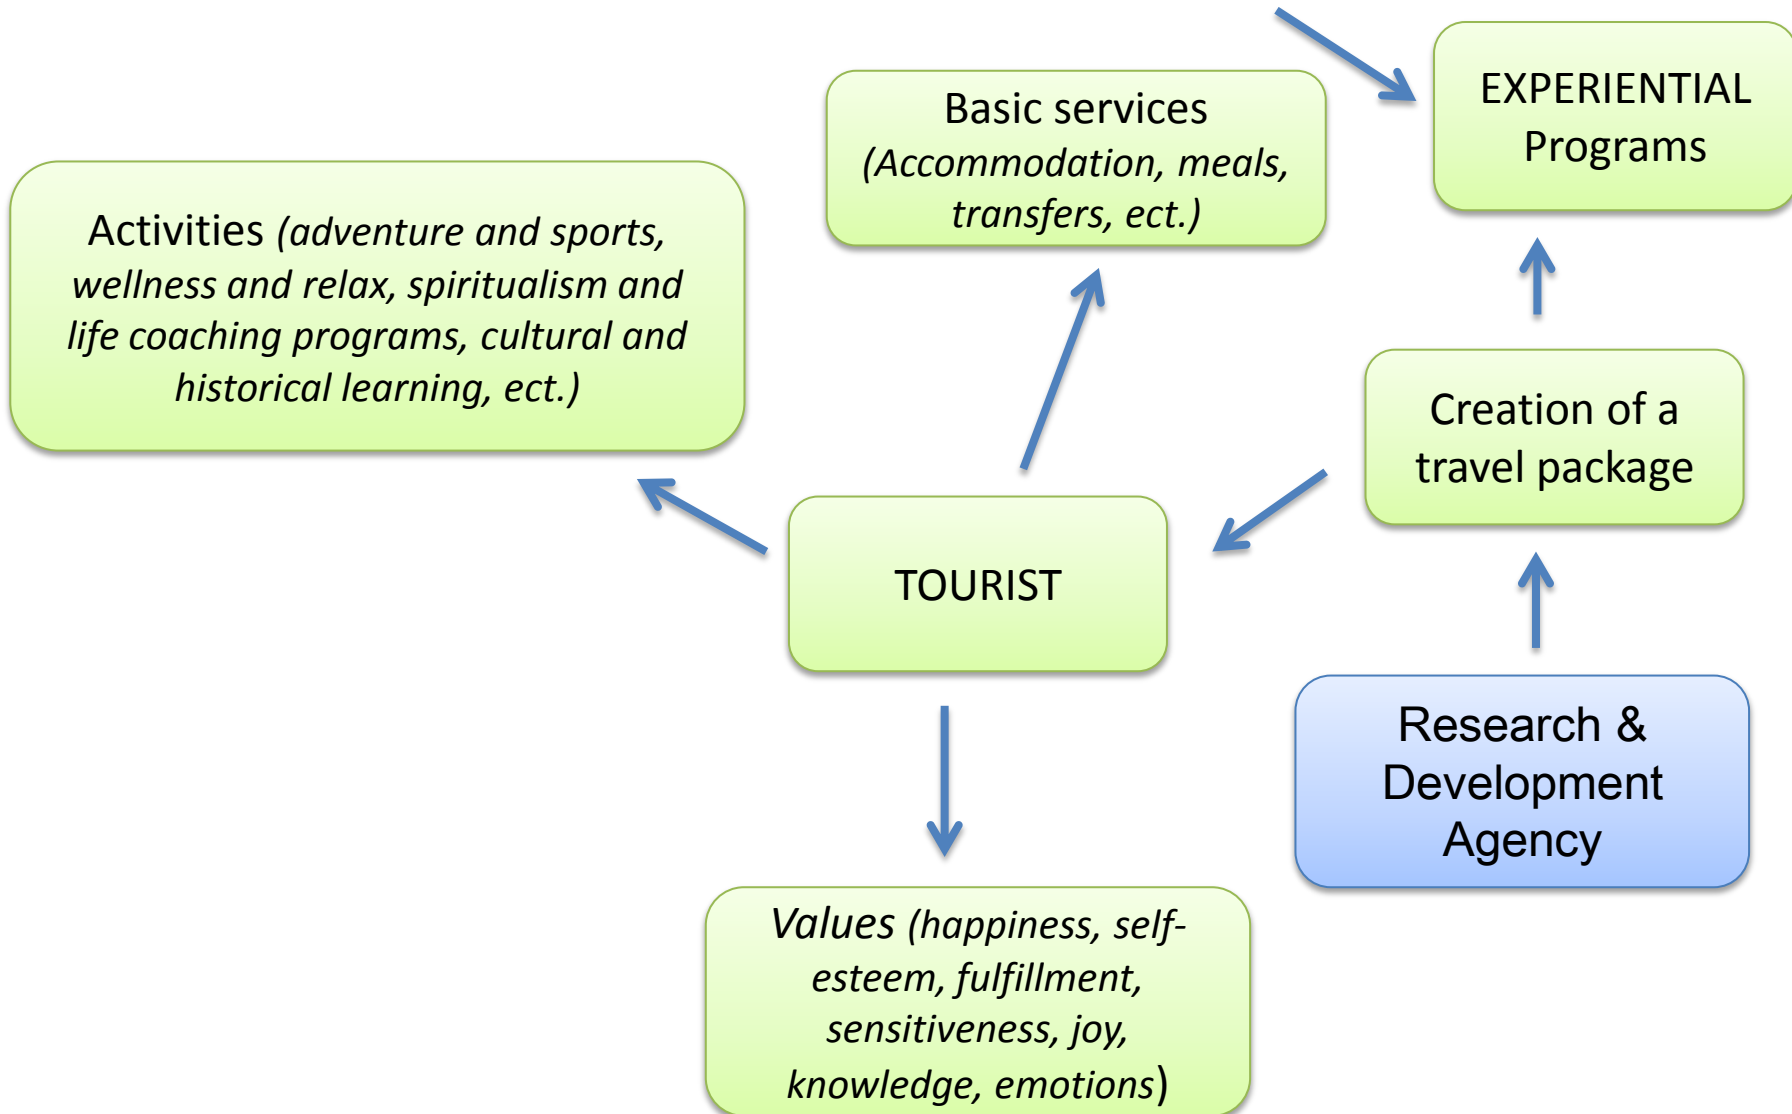 EXPERIENTIAL
Programs
Basic services
(Accommodation, meals,
transfers, ect.)
Activities (adventure and sports,
wellness and relax, spiritualism and
life coaching programs, cultural and
historical learning, ect.)
Creation of a
travel package
TOURIST
Research &
Development
Agency
Values (happiness, self-
esteem, fulfillment,
sensitiveness, joy,
knowledge, emotions)